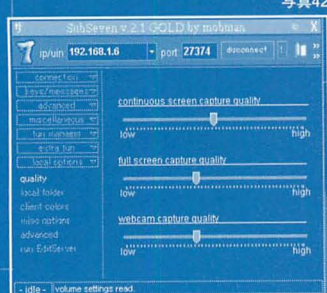 写真42
SubSeven v 2.1 GOLD by mobman
ip/uin 192.168.1.6 port: 27374 disconnect
connection
keys/messages
advanced
miscellaneous
fun manager
extra fun
local options
quality
local folder
client colors
misc options
advanced
run EditServer
continuous screen capture quality
low high
full screen capture quality
low high
webcam capture quality
low high
- idle - volume settings read.